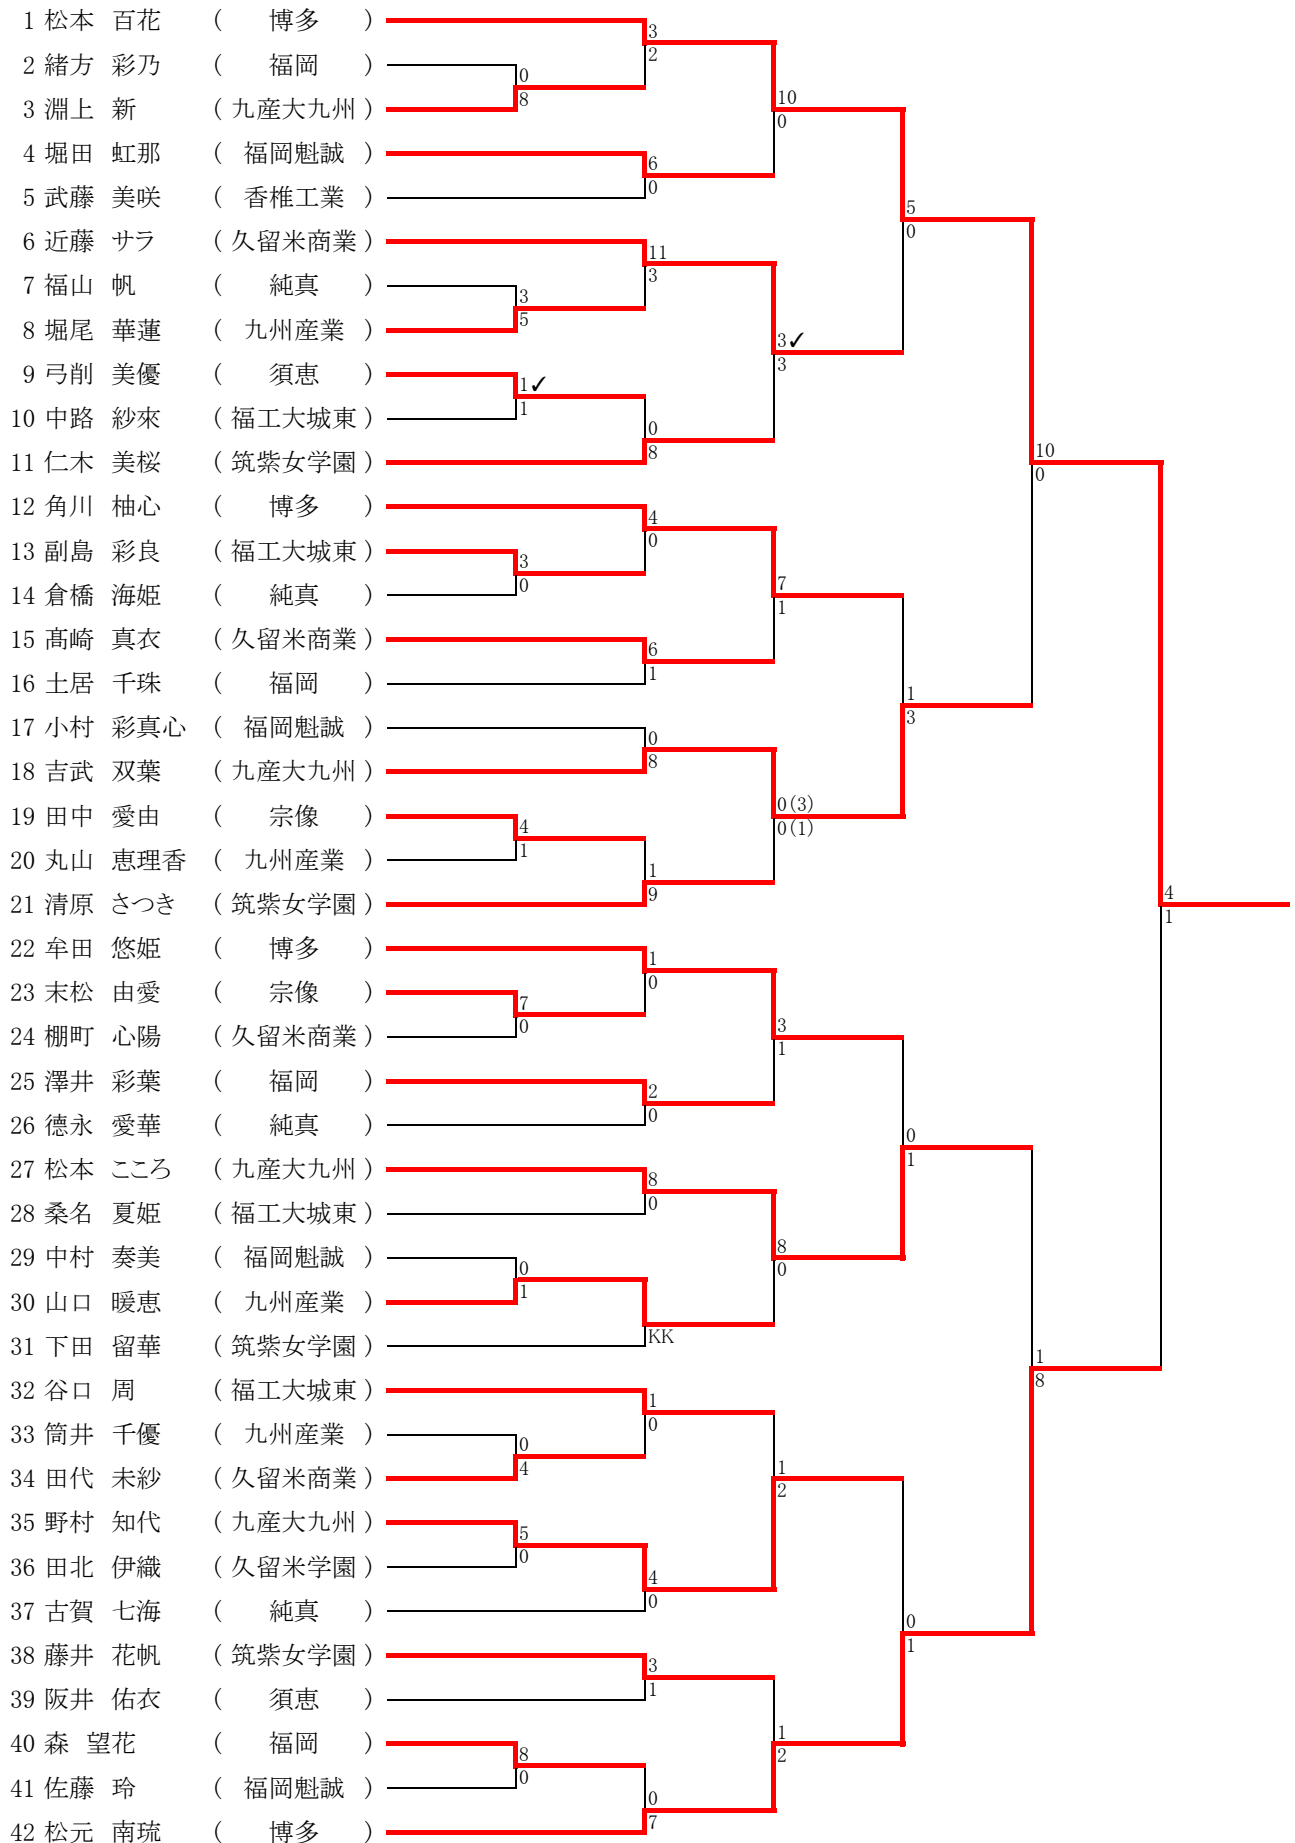 1 松本 百花 ( 博多 )
3
2
2 緒方 彩乃 ( 福岡 )
0
8
3 淵上 新 ( 九産大九州 )
10
0
4 堀田 虹那 ( 福岡魁誠 )
6
0
5 武藤 美咲 ( 香椎工業 )
5
0
6 近藤 サラ ( 久留米商業 )
11
3
7 福山 帆 ( 純真 )
3
5
8 堀尾 華蓮 ( 九州産業 )
3✓
3
9 弓削 美優 ( 須恵 )
1✓
1
10 中路 紗來 ( 福工大城東 )
0
8
11 仁木 美桜 ( 筑紫女学園 )
10
0
12 角川 柚心 ( 博多 )
4
0
13 副島 彩良 ( 福工大城東 )
3
0
14 倉橋 海姫 ( 純真 )
7
1
15 髙崎 真衣 ( 久留米商業 )
6
1
16 土居 千珠 ( 福岡 )
1
3
17 小村 彩真心 ( 福岡魁誠 )
0
8
18 吉武 双葉 ( 九産大九州 )
0(3)
0(1)
19 田中 愛由 ( 宗像 )
4
1
20 丸山 恵理香 ( 九州産業 )
1
9
21 清原 さつき ( 筑紫女学園 )
4
1
22 牟田 悠姫 ( 博多 )
1
0
23 末松 由愛 ( 宗像 )
7
0
24 棚町 心陽 ( 久留米商業 )
3
1
25 澤井 彩葉 ( 福岡 )
2
0
26 德永 愛華 ( 純真 )
0
1
27 松本 こころ ( 九産大九州 )
8
0
28 桑名 夏姫 ( 福工大城東 )
8
0
29 中村 奏美 ( 福岡魁誠 )
0
1
30 山口 暖恵 ( 九州産業 )
KK
31 下田 留華 ( 筑紫女学園 )
1
8
32 谷口 周 ( 福工大城東 )
1
0
33 筒井 千優 ( 九州産業 )
0
4
34 田代 未紗 ( 久留米商業 )
1
2
35 野村 知代 ( 九産大九州 )
5
0
36 田北 伊織 ( 久留米学園 )
4
0
37 古賀 七海 ( 純真 )
0
1
38 藤井 花帆 ( 筑紫女学園 )
3
1
39 阪井 佑衣 ( 須恵 )
1
2
40 森 望花 ( 福岡 )
8
0
41 佐藤 玲 ( 福岡魁誠 )
0
7
42 松元 南琉 ( 博多 )